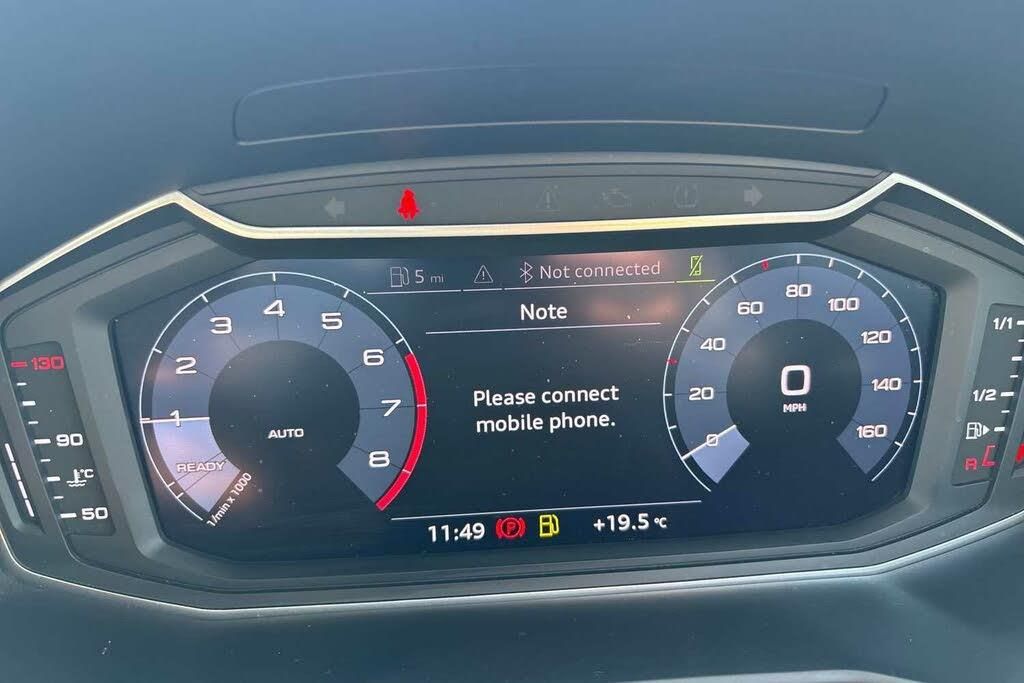 5 mi
Not connected
Note
Please connect
mobile phone.
11:49
P
+19.5 °C
1
2
3
4
5
6
7
8
READY
AUTO
1/min x 1000
0
20
40
60
80
100
120
140
160
0
MPH
130
90
°C
50
1/1
1/2
R